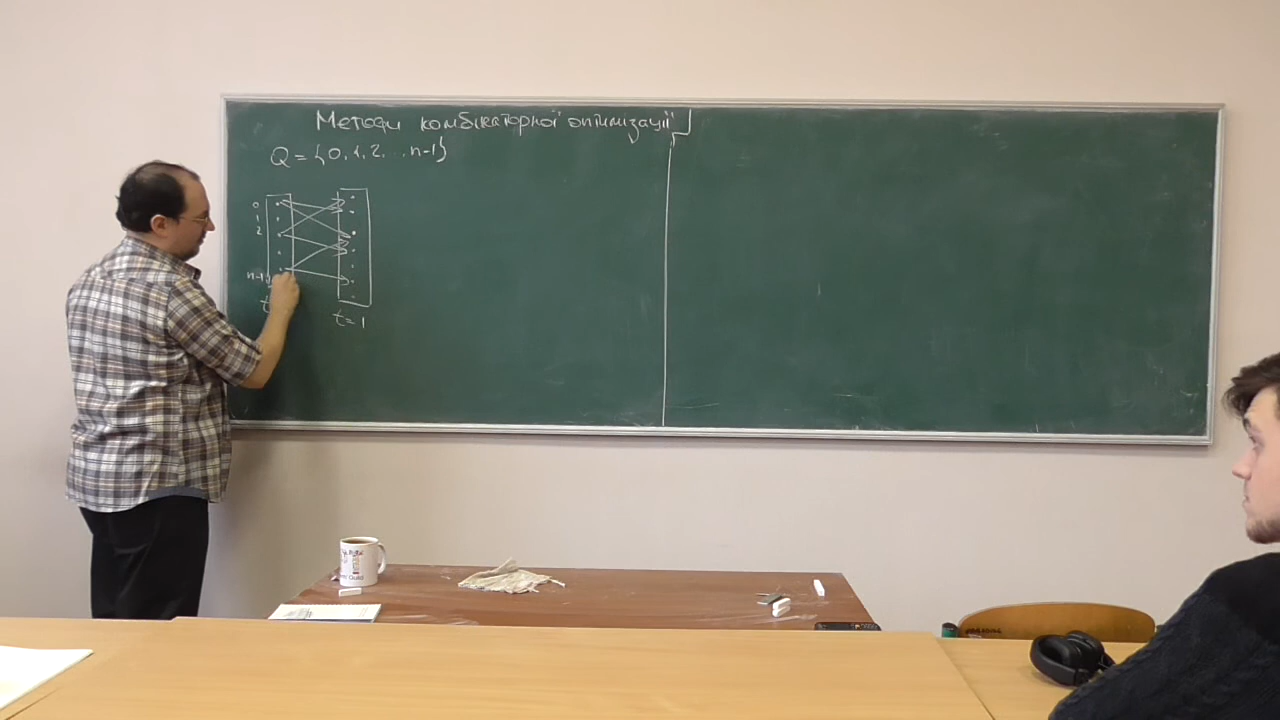 Методи комбінаторної оптимізації
Q = {0, 1, 2, ..., n-1}
0
1
2
n-1
t
t = 1